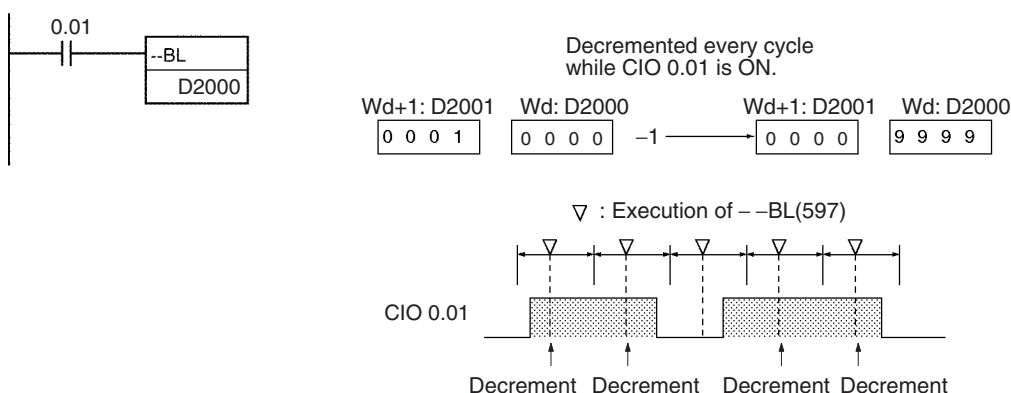 0.01
--BL
D2000
Decremented every cycle
while CIO 0.01 is ON.
Wd+1: D2001 Wd: D2000 Wd+1: D2001 Wd: D2000
0 0 0 1 0 0 0 0 −1 0 0 0 0 9 9 9 9
▽ : Execution of – –BL(597)
CIO 0.01
Decrement Decrement Decrement Decrement